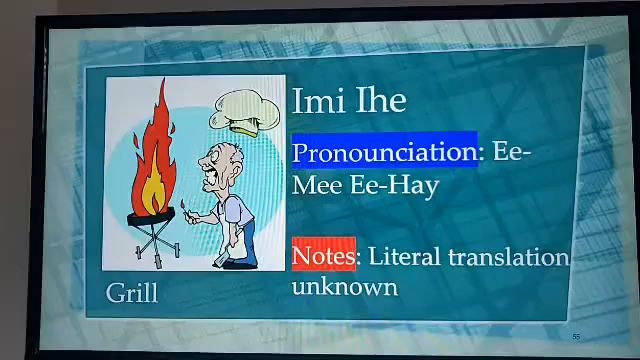 Imi Ihe
Pronounciation: Ee-
Mee Ee-Hay
Notes: Literal translation
unknown
Grill
55